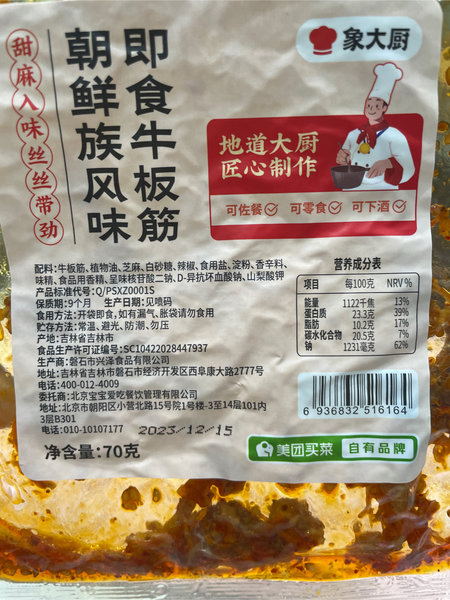 象大厨
甜麻入味丝丝带劲
朝鲜族风味
即食牛板筋
地道大厨
匠心制作
可佐餐 可零食 可下酒
配料:牛板筋、植物油、芝麻、白砂糖、辣椒、食用盐、淀粉、香辛料、
味精、食品用香精、呈味核苷酸二钠、D-异抗坏血酸钠、山梨酸钾
产品标准代号:Q/PSXZ0001S
保质期:9个月 生产日期:见喷码
食用方法:开袋即食,如有漏气、胀袋请勿食用
贮存方法:常温、避光、防潮、勿压
产地:吉林省吉林市
食品生产许可证编号:SC10422028447937
生产商:磐石市兴泽食品有限公司
地址:吉林省吉林市磐石市经济开发区西阜康大路2777号
电话:400-012-4009
委托商:北京宝宝爱吃餐饮管理有限公司
地址:北京市朝阳区小营北路15号院1号楼-3至14层101内
3层B301
电话:010-10107177
2023/12/15
净含量:70克
营养成分表
项目 每100克 NRV %
能量 1122千焦 13%
蛋白质 23.3克 39%
脂肪 10.2克 17%
碳水化合物 20.5克 7%
钠 1231毫克 62%
6 936832 516164
美团买菜 自有品牌